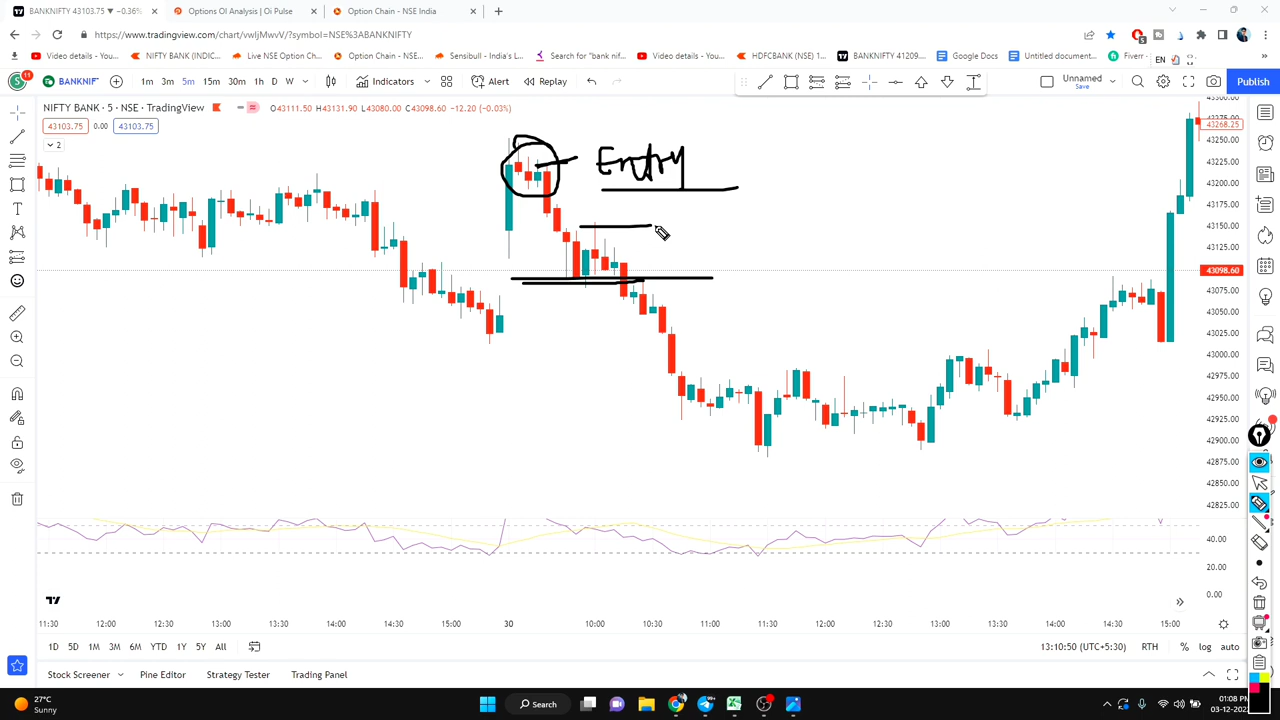 BANKNIFTY 43103.75 ▼ −0.36%
Options OI Analysis | Oi Pulse
Option Chain - NSE India
https://www.tradingview.com/chart/vwIjMwvV/?symbol=NSE%3ABANKNIFTY
Video details - You...
NIFTY BANK (INDIC...
Live NSE Option Ch...
Option Chain - NSE...
Sensibull - India's L...
Search for "bank nif...
Video details - You...
HDFCBANK (NSE) 1...
BANKNIFTY 41209...
Google Docs
Untitled document...
Fiverr
EN
11
BANKNIF
1m 3m 5m 15m 30m 1h D W
Indicators
Alert
Replay
Unnamed
Save
Publish
NIFTY BANK · 5 · NSE · TradingView
O43111.50 H43131.90 L43080.00 C43098.60 −12.20 (−0.03%)
43103.75 0.00 43103.75
2
Entry
43300.00
43275.00
43268.25
43250.00
43225.00
43200.00
43175.00
43150.00
43125.00
43098.60
43075.00
43050.00
43025.00
43000.00
42975.00
42950.00
42925.00
42900.00
42875.00
42850.00
42825.00
40.00
20.00
0.00
11:30 12:00 12:30 13:00 13:30 14:00 14:30 15:00 30 10:00 10:30 11:00 11:30 12:00 12:30 13:00 13:30 14:00 14:30 15:00
1D 5D 1M 3M 6M YTD 1Y 5Y All
13:10:50 (UTC+5:30) RTH % log auto
Stock Screener Pine Editor Strategy Tester Trading Panel
27°C
Sunny
Search
99+
01:08 PM